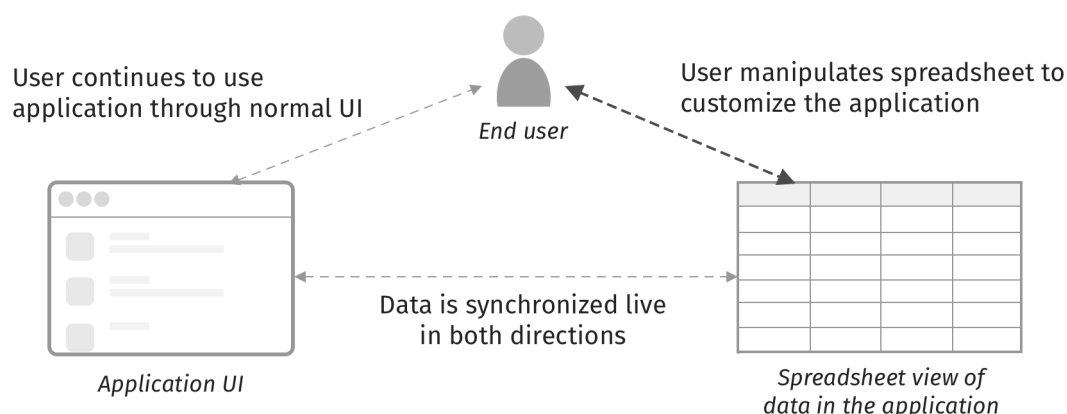 User continues to use
application through normal UI
User manipulates spreadsheet to
customize the application
End user
Data is synchronized live
in both directions
Application UI
Spreadsheet view of
data in the application